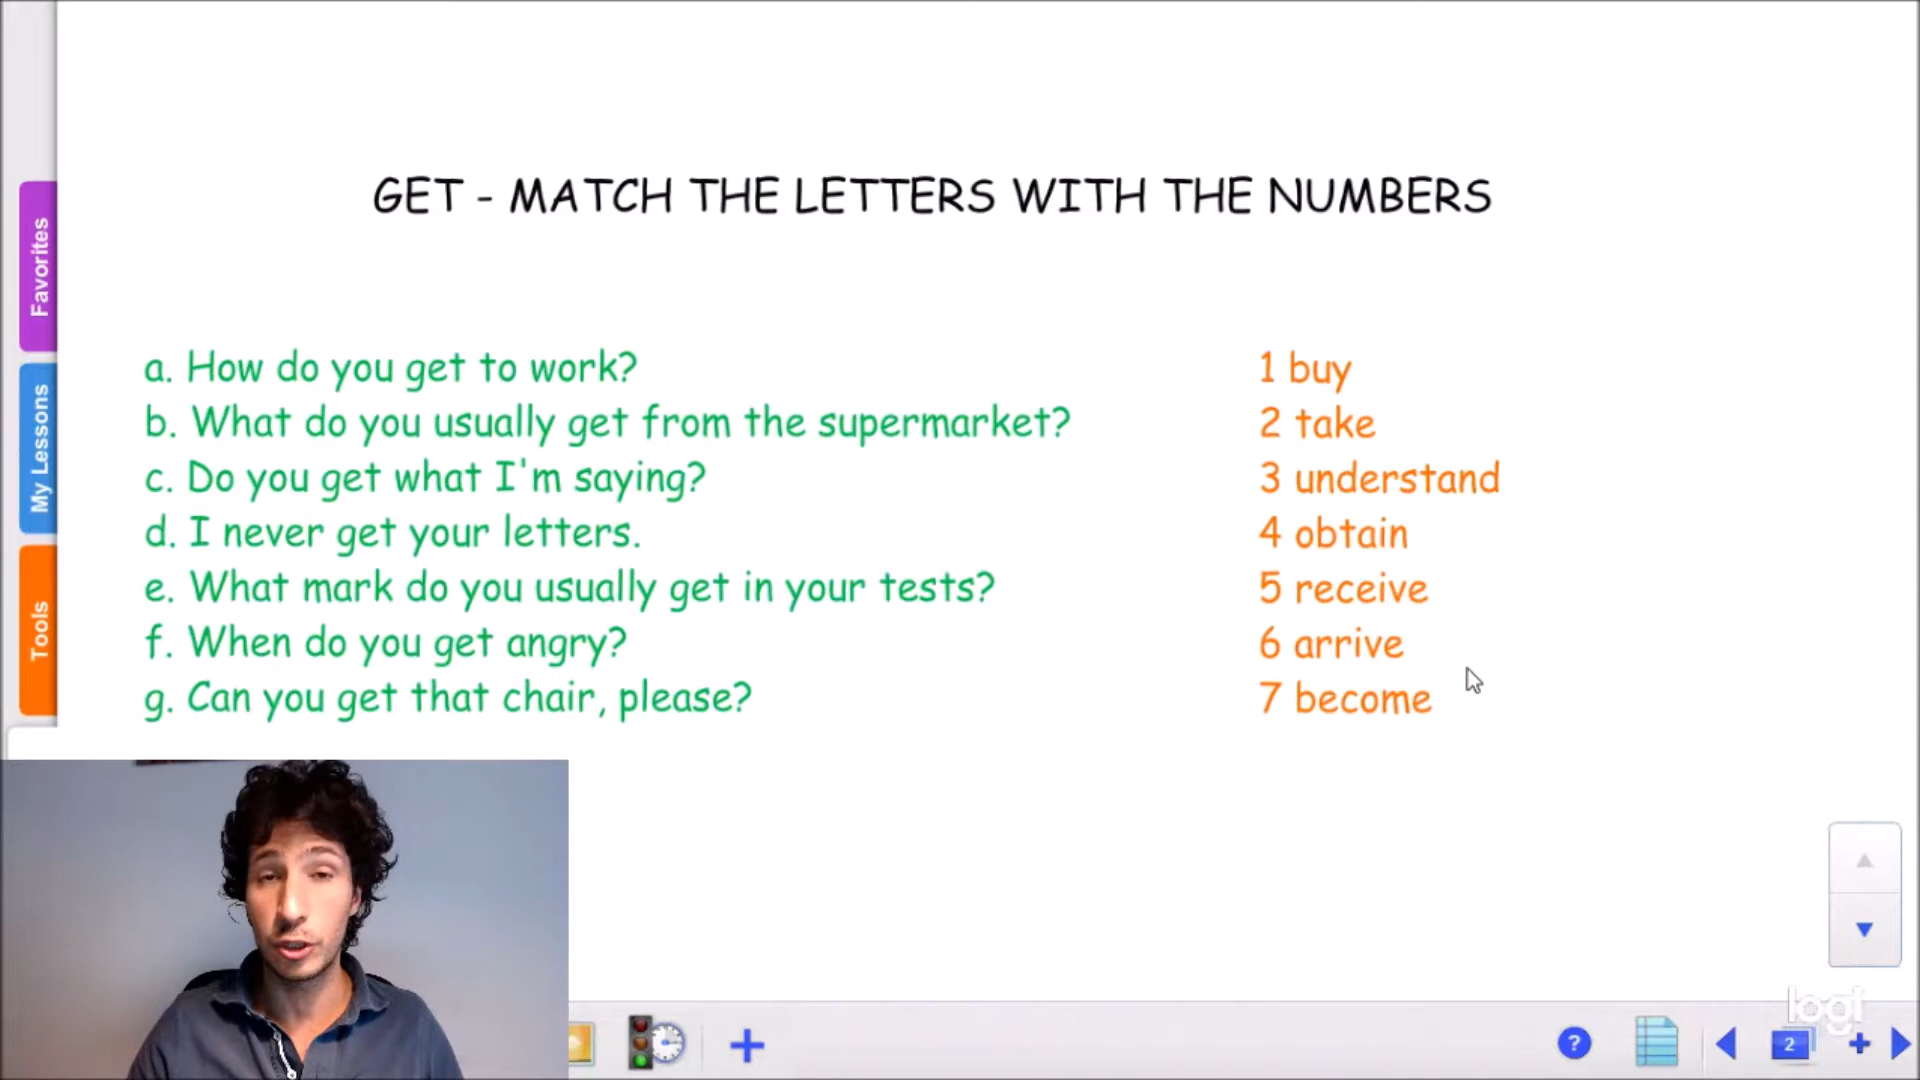 GET - MATCH THE LETTERS WITH THE NUMBERS
Favorites
My Lessons
Tools
a. How do you get to work?
b. What do you usually get from the supermarket?
c. Do you get what I'm saying?
d. I never get your letters.
e. What mark do you usually get in your tests?
f. When do you get angry?
g. Can you get that chair, please?
1 buy
2 take
3 understand
4 obtain
5 receive
6 arrive
7 become
logi
?
2